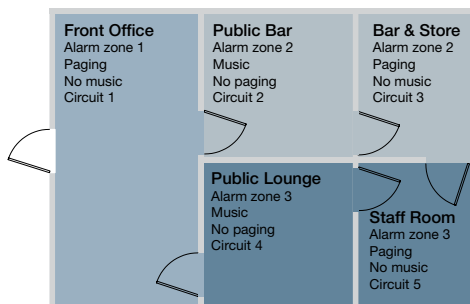 Front Office
Alarm zone 1
Paging
No music
Circuit 1
Public Bar
Alarm zone 2
Music
No paging
Circuit 2
Bar & Store
Alarm zone 2
Paging
No music
Circuit 3
Public Lounge
Alarm zone 3
Music
No paging
Circuit 4
Staff Room
Alarm zone 3
Paging
No music
Circuit 5